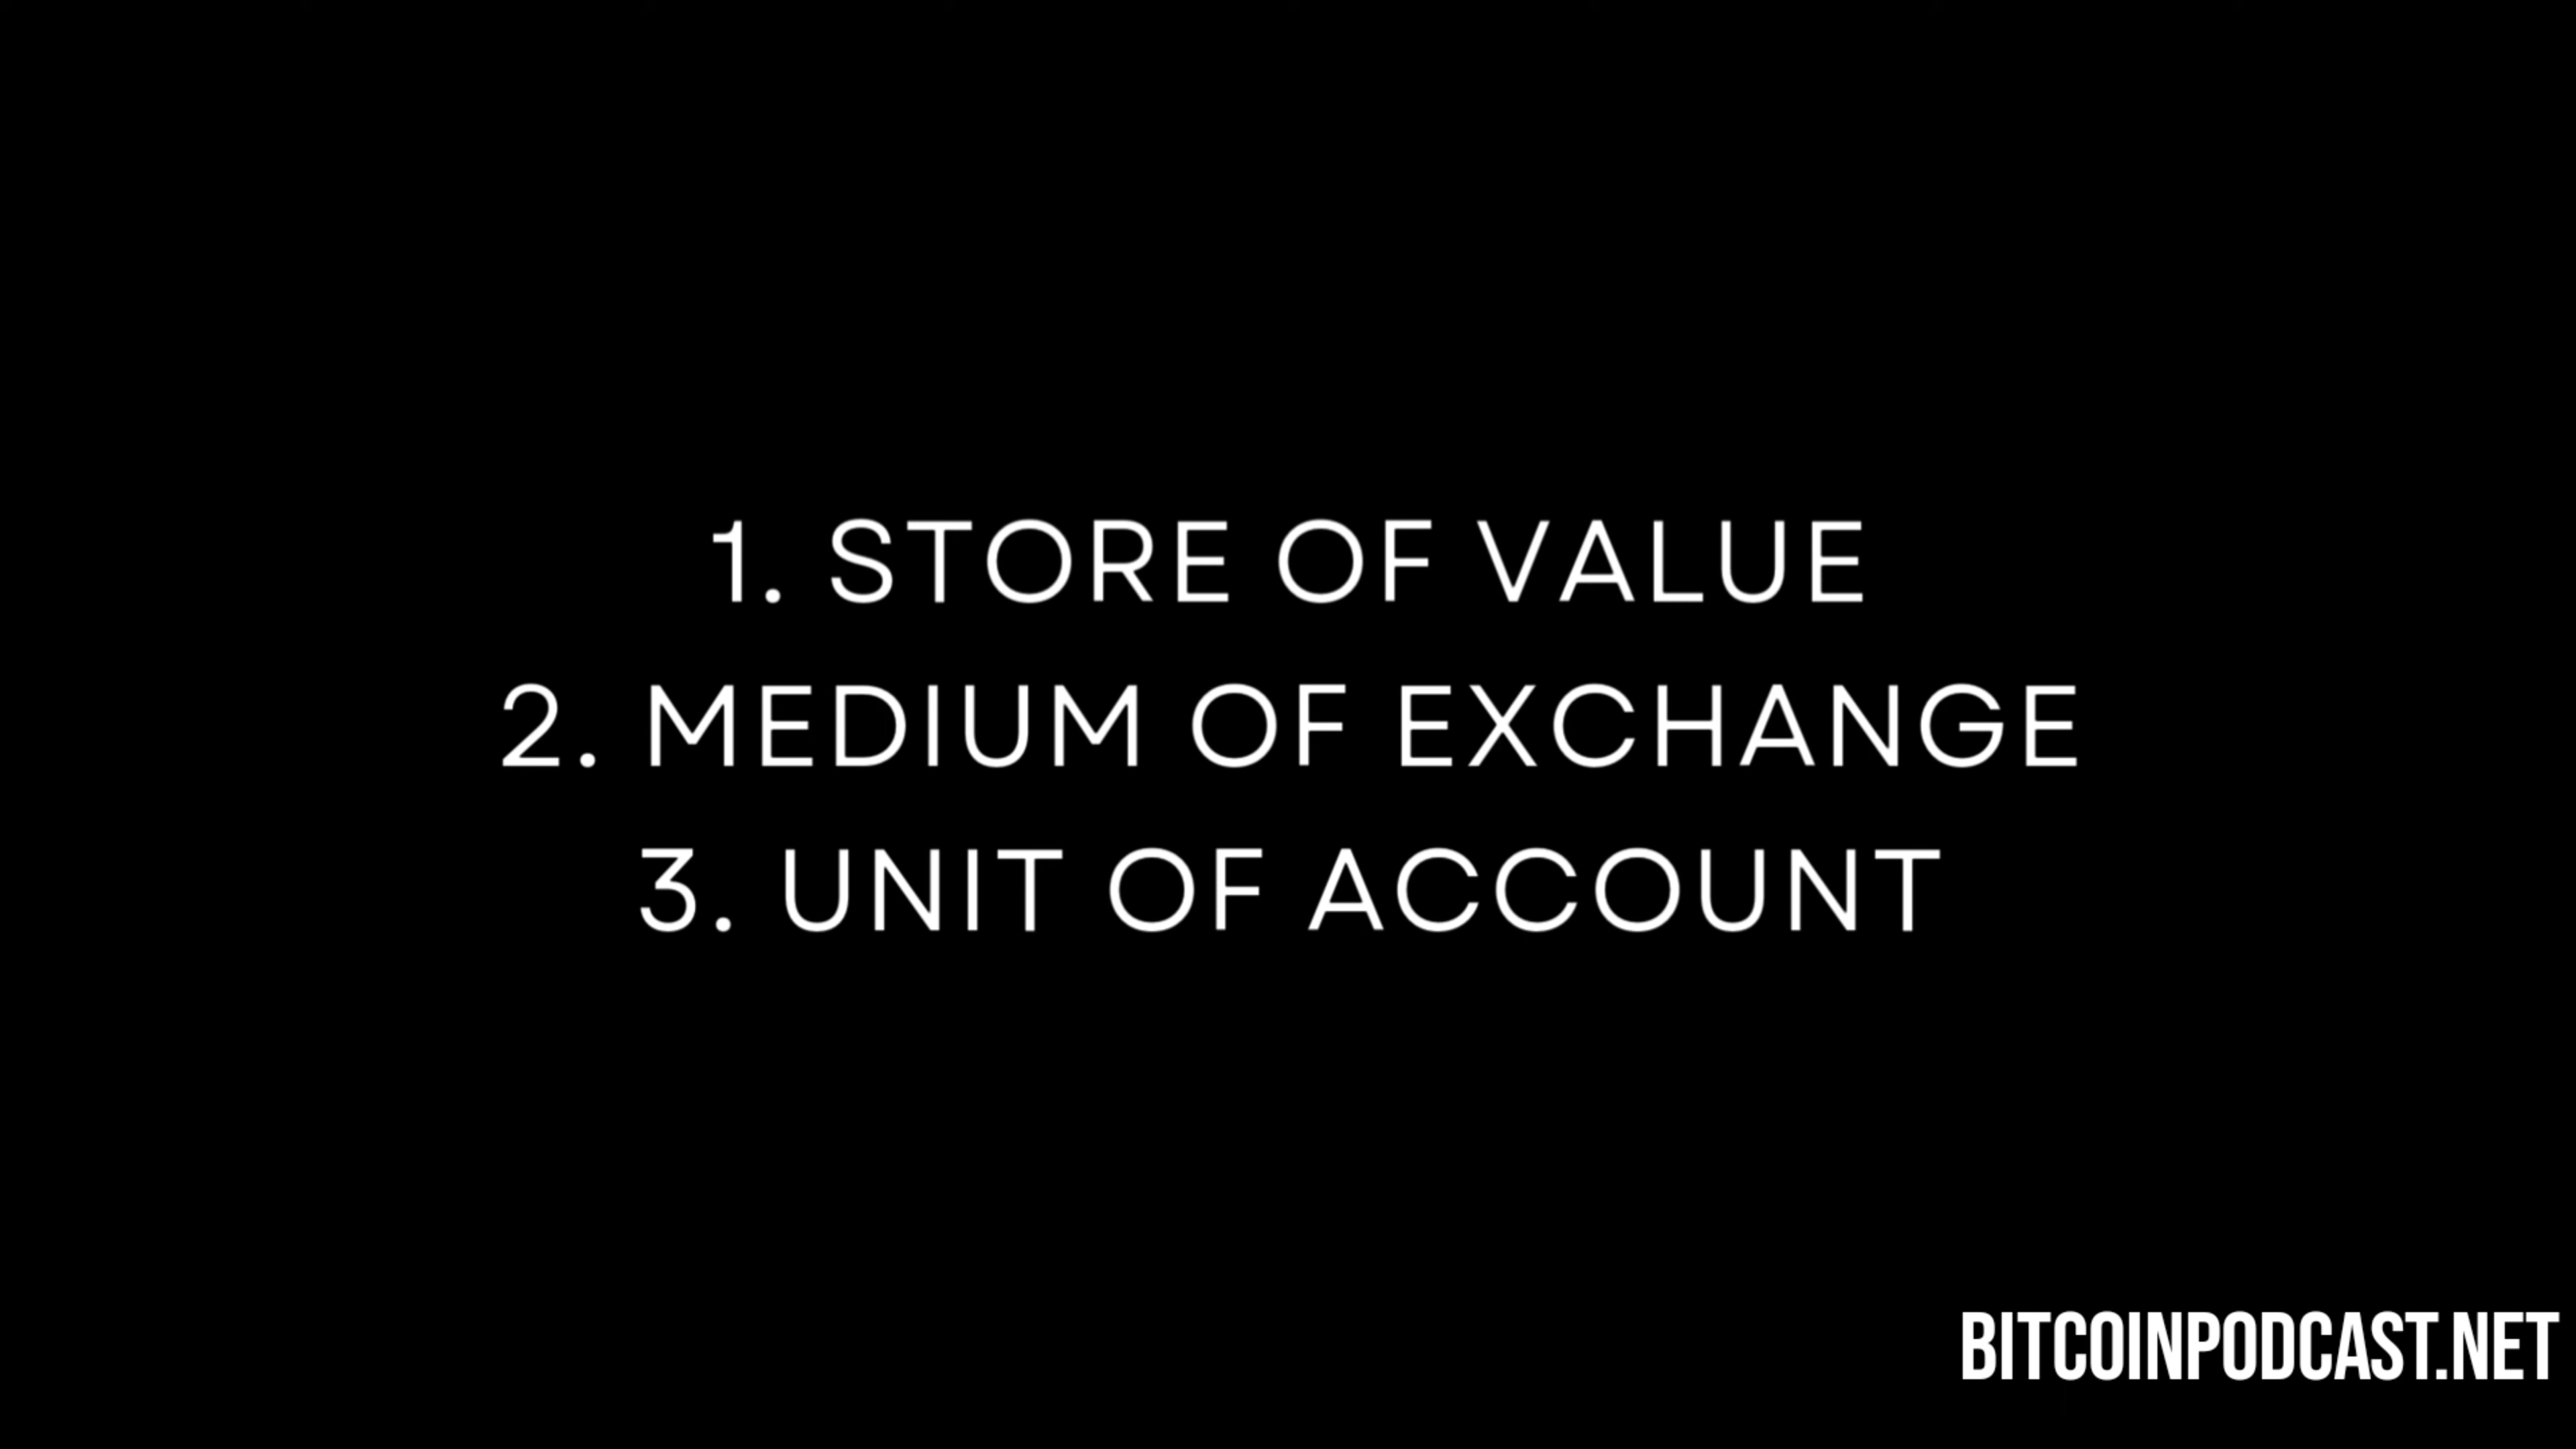 1. STORE OF VALUE
2. MEDIUM OF EXCHANGE
3. UNIT OF ACCOUNT
BITCOINPODCAST.NET